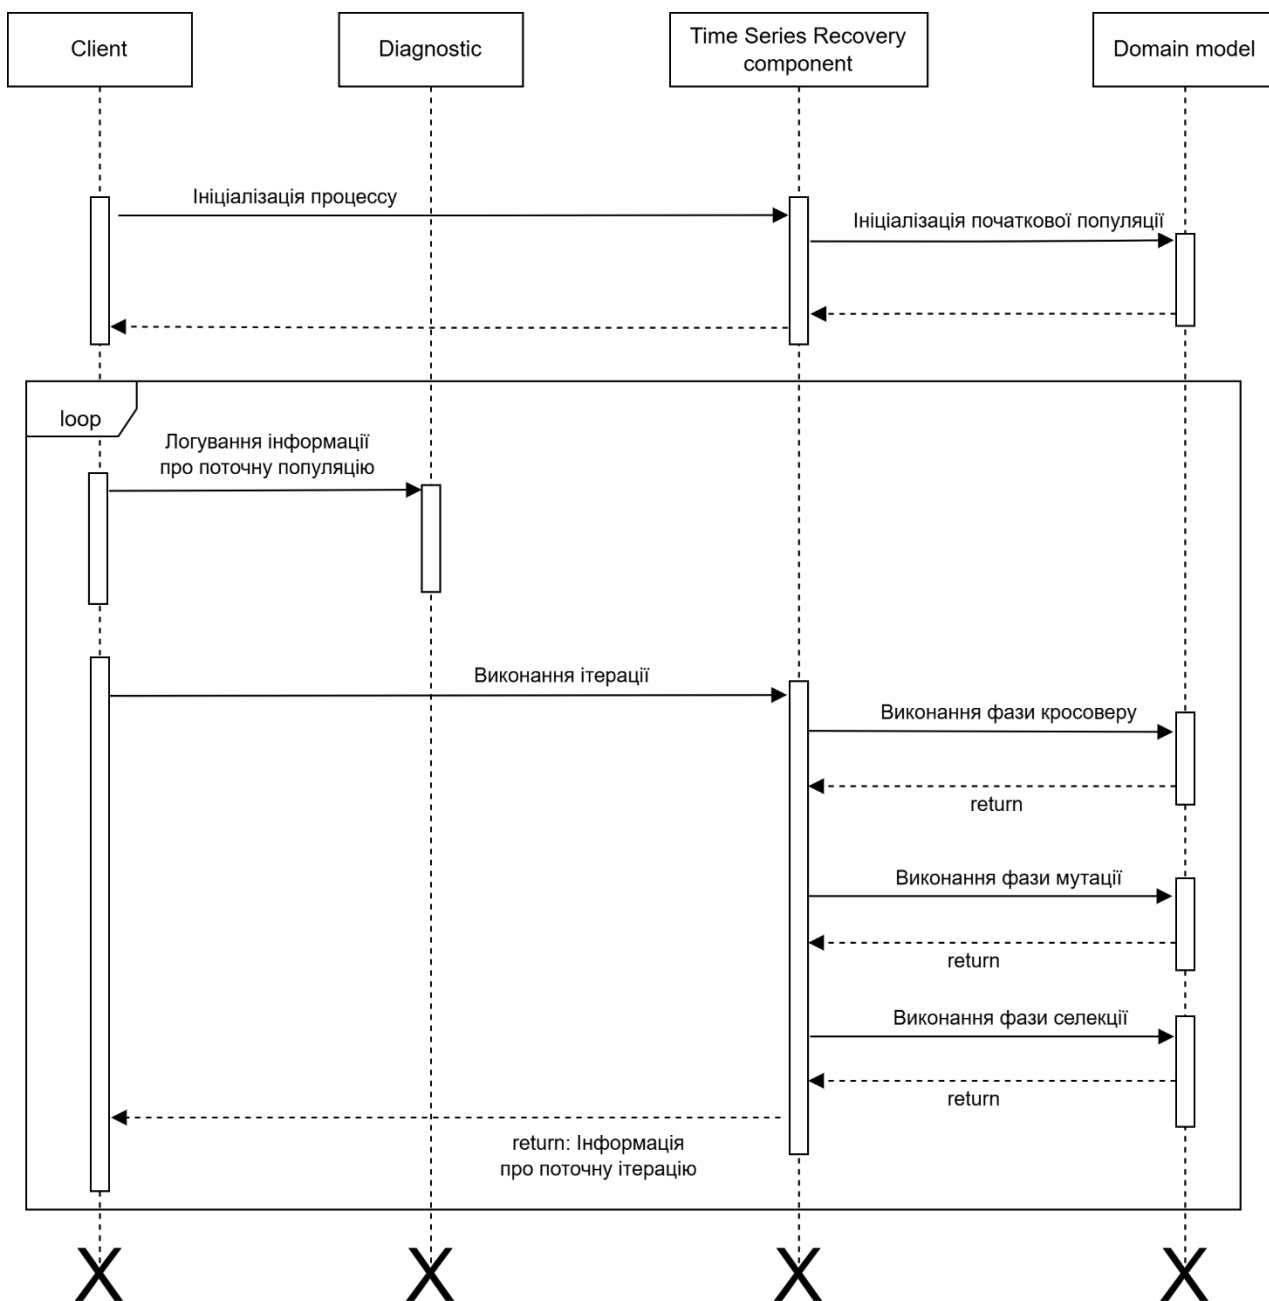 Client
Diagnostic
Time Series Recovery
component
Domain model
Ініціалізація процессу
Ініціалізація початкової популяції
loop
Логування інформації
про поточну популяцію
Виконання ітерації
Виконання фази кросоверу
return
Виконання фази мутації
return
Виконання фази селекції
return
return: Інформація
про поточну ітерацію